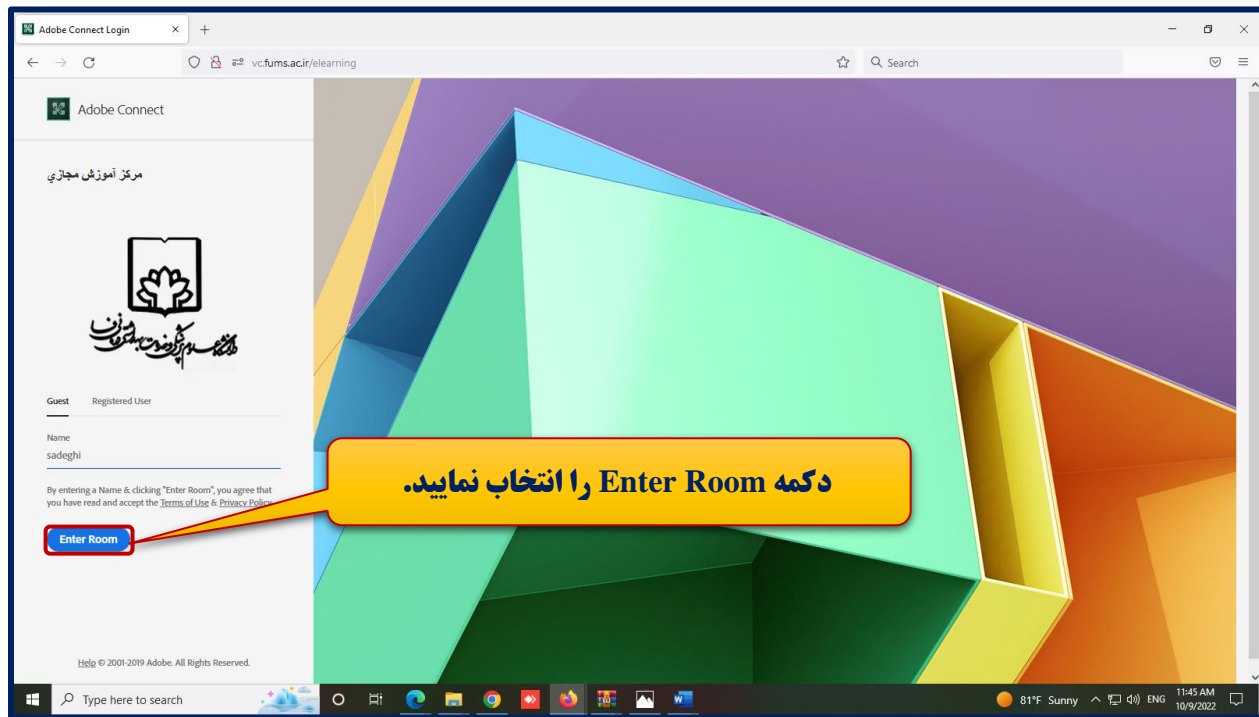 Adobe Connect Login
vc.fums.ac.ir/elearning
Search
Adobe Connect
مرکز آموزش مجازي
Guest Registered User
Name
sadeghi
By entering a Name & clicking "Enter Room", you agree that
you have read and accept the Terms of Use & Privacy Policy
Enter Room
دکمه Enter Room را انتخاب نمایید.
Help © 2001-2019 Adobe. All Rights Reserved.
Type here to search
81°F Sunny
ENG
11:45 AM
10/9/2022